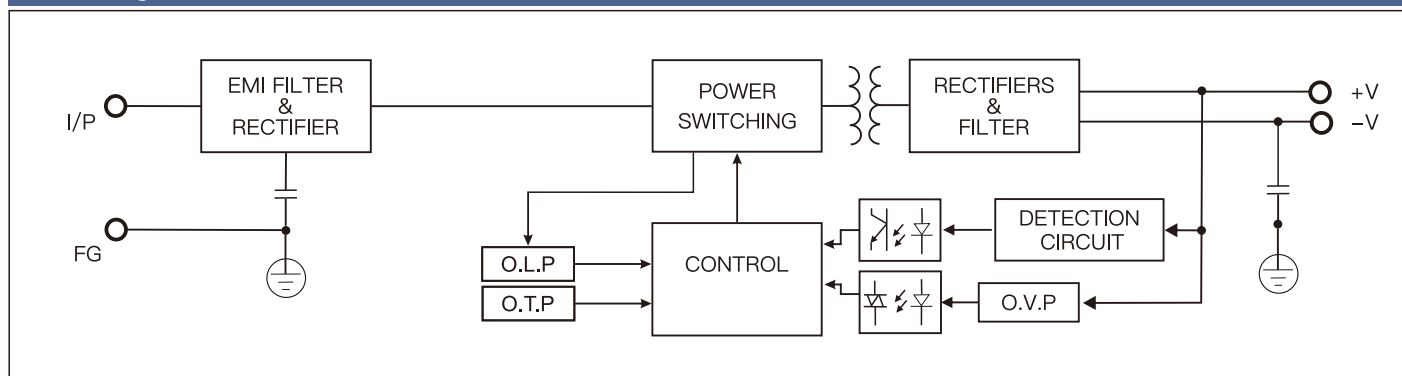 EMI FILTER
&
RECTIFIER
POWER
SWITCHING
RECTIFIERS
&
FILTER
+V
-V
I/P
FG
O.L.P
O.T.P
CONTROL
DETECTION
CIRCUIT
O.V.P